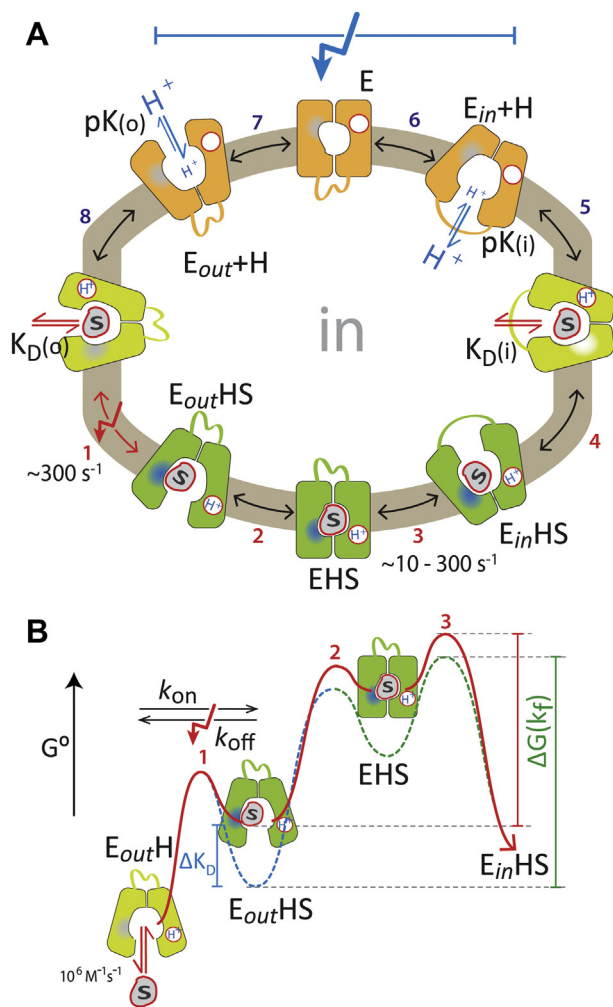 A
E
H+
pK(o)
7
6
Ein+H
H+
H+
8
5
H+
pK(i)
Eout+H
H+
H+
S
KD(o)
in
H+
S
KD(i)
EoutHS
1
~300 s-1
S
H+
2
S
H+
EHS
3
~10 - 300 s-1
S
H+
EinHS
4
B
kon
koff
G°
1
2
3
S
H+
EHS
ΔG(kf)
S
H+
EoutH
ΔKD
EoutHS
EinHS
H+
10⁶ M-1s-1
S